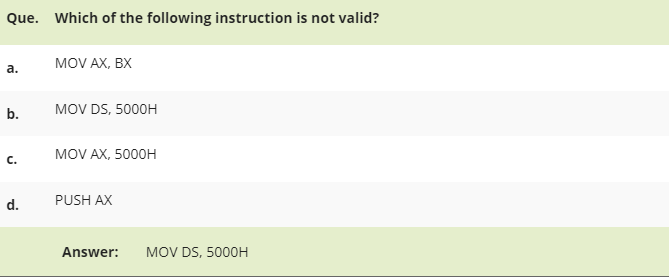 Que. Which of the following instruction is not valid?
a. MOV AX, BX
b. MOV DS, 5000H
c. MOV AX, 5000H
d. PUSH AX
Answer: MOV DS, 5000H